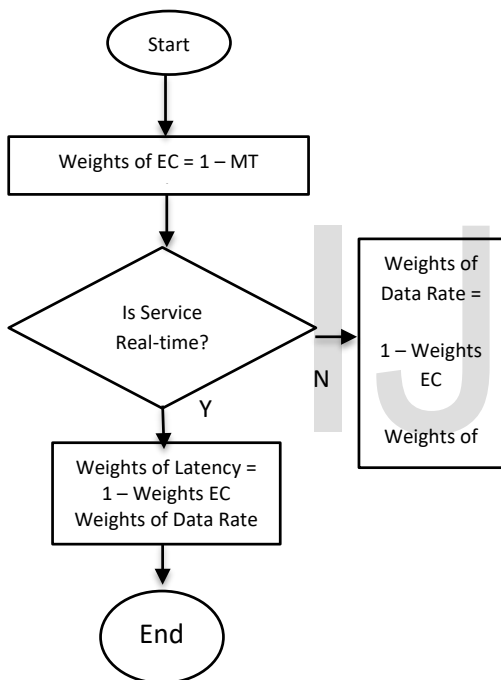 Start
Weights of EC = 1 – MT
Is Service
Real-time?
N
Weights of
Data Rate =
1 – Weights
EC
Weights of
Y
Weights of Latency =
1 – Weights EC
Weights of Data Rate
End
IJ